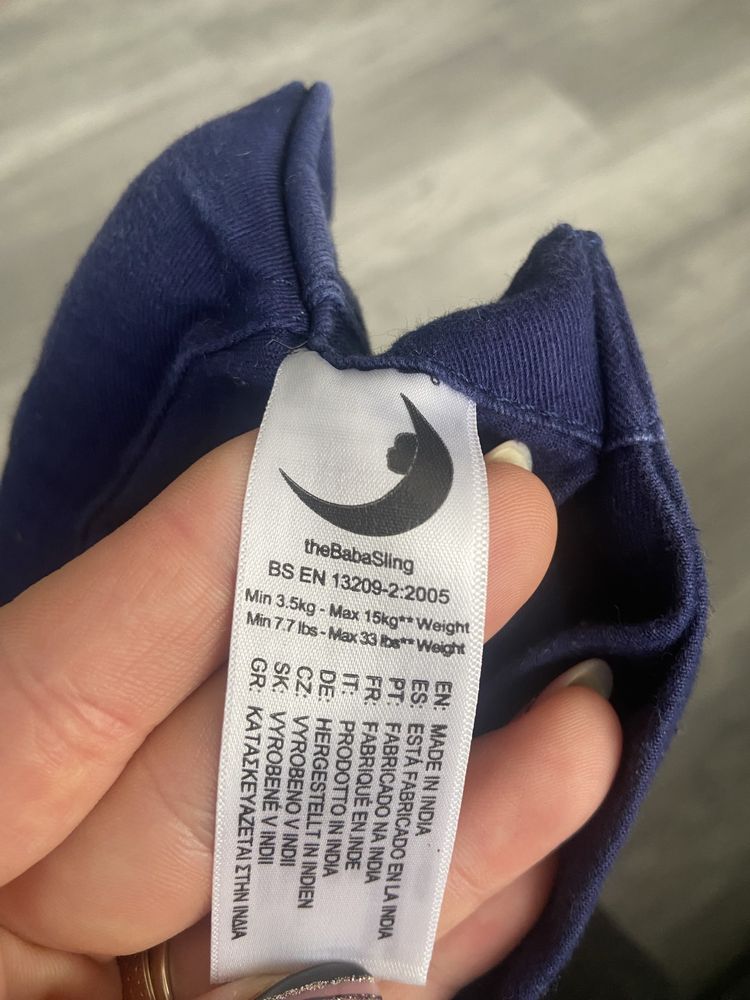 theBabaSling
BS EN 13209-2:2005
Min 3.5kg - Max 15kg** Weight
Min 7.7 lbs - Max 33 lbs** Weight
EN: MADE IN INDIA
ES: ESTÁ FABRICADO EN LA INDIA
PT: FABRICADO NA INDIA
FR: FABRIQUÉ EN INDE
IT: PRODOTTO IN INDIA
DE: HERGESTELLT IN INDIEN
CZ: VYROBENO V INDII
SK: VYROBENÉ V INDII
GR: ΚΑΤΑΣΚΕΥΑΖΕΤΑΙ ΣΤΗΝ ΙΝΔΙΑ